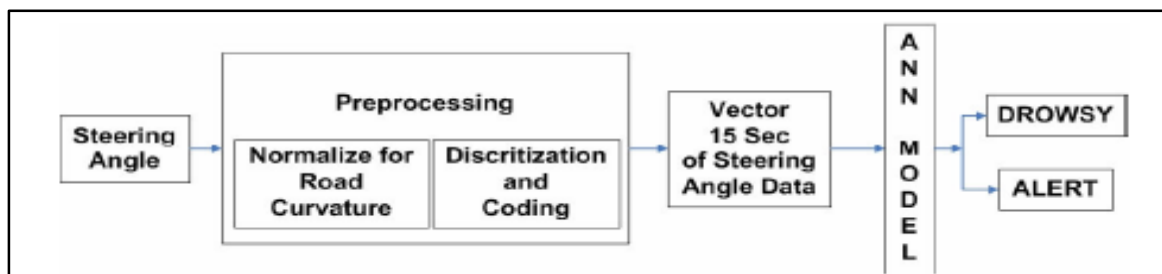 Steering
Angle
Preprocessing
Normalize for
Road
Curvature
Discritization
and
Coding
Vector
15 Sec
of Steering
Angle Data
A
N
N
M
O
D
E
L
DROWSY
ALERT